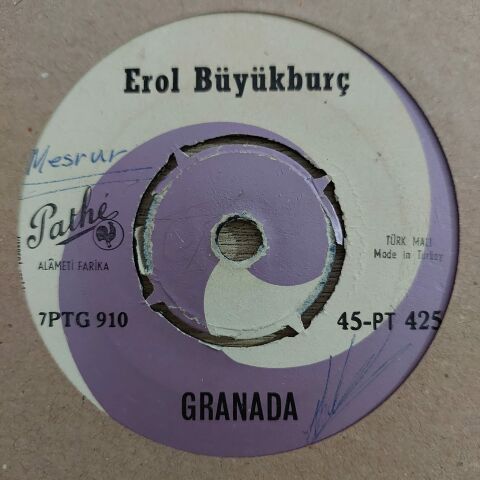 Erol Büyükburç
Mesrur
Pathé
ALÂMETİ FARİKA
TÜRK MALI
Made in Turkey
7PTG 910
45-PT 425
GRANADA